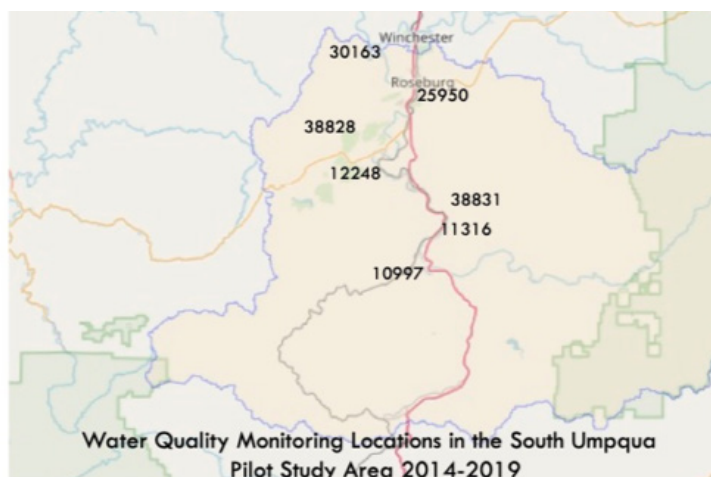 Winchester
30163
Roseburg
25950
38828
12248
38831
11316
10997
Water Quality Monitoring Locations in the South Umpqua
Pilot Study Area 2014-2019